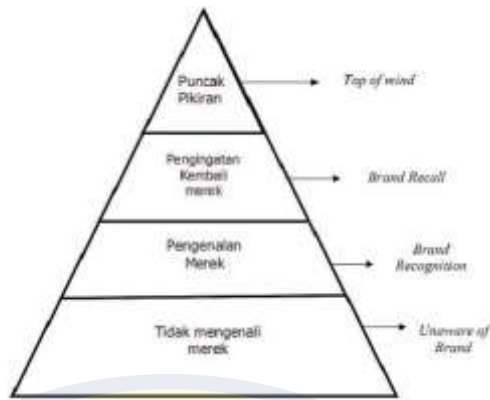 Puncak
Pikiran
Top of mind
Pengingatan
Kembali
merek
Brand Recall
Pengenalan
Merek
Brand
Recognition
Tidak mengenali
merek
Unaware of
Brand